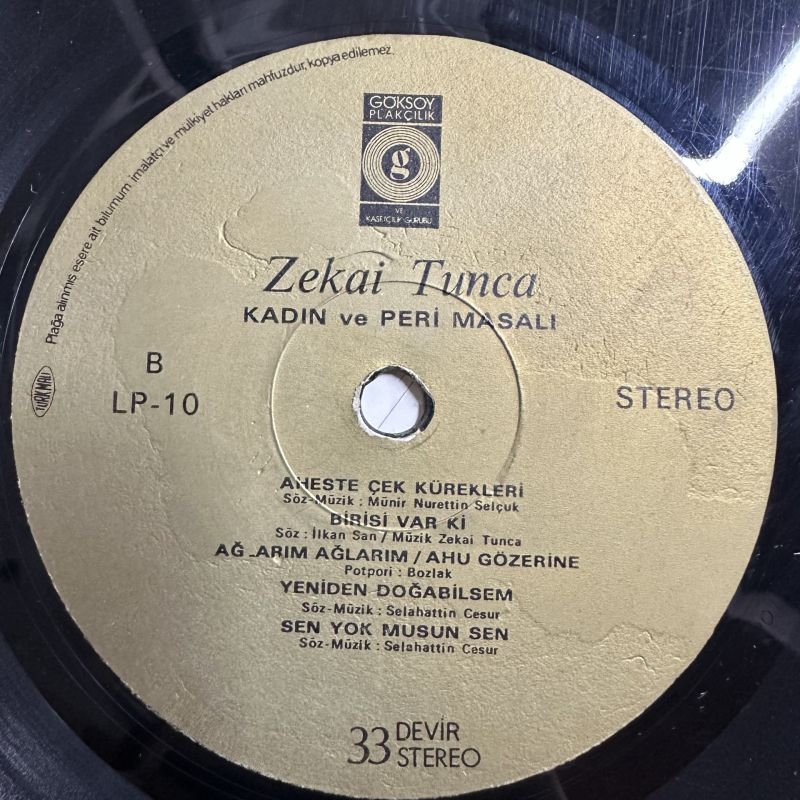 Plağa alınmış esere ait bilumum imalatçı ve mülkiyet hakları mahfuzdur, kopya edilemez.
GÖKSOY
PLAKÇILIK
g
VE
KASETÇİLİK GURUBU
Zekai Tunca
KADIN ve PERİ MASALI
B
LP-10
STEREO
TÜRK MALI
AHESTE ÇEK KÜREKLERİ
Söz-Müzik : Münir Nurettin Selçuk
BİRİSİ VAR Kİ
Söz : İlkan San / Müzik Zekai Tunca
AĞLARIM AĞLARIM / AHU GÖZERİNE
Potpori : Bozlak
YENİDEN DOĞABİLSEM
Söz-Müzik : Selahattin Cesur
SEN YOK MUSUN SEN
Söz-Müzik : Selahattin Cesur
33 DEVİR
STEREO